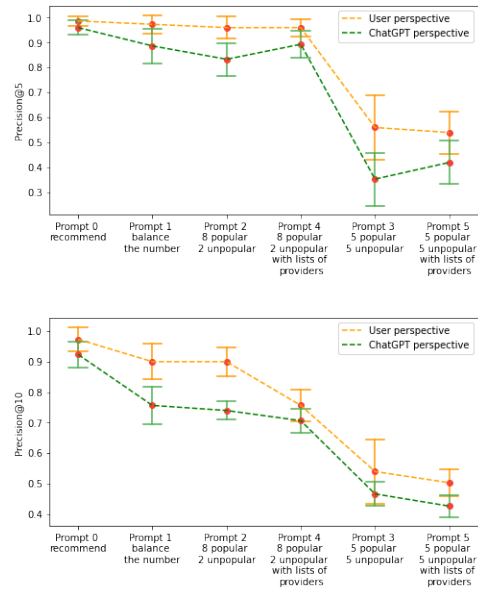 User perspective
ChatGPT perspective
Precision@5
1.0
0.9
0.8
0.7
0.6
0.5
0.4
0.3
Prompt 0
recommend
Prompt 1
balance
the number
Prompt 2
8 popular
2 unpopular
Prompt 4
8 popular
2 unpopular
with lists of
providers
Prompt 3
5 popular
5 unpopular
Prompt 5
5 popular
5 unpopular
with lists of
providers
User perspective
ChatGPT perspective
Precision@10
1.0
0.9
0.8
0.7
0.6
0.5
0.4
Prompt 0
recommend
Prompt 1
balance
the number
Prompt 2
8 popular
2 unpopular
Prompt 4
8 popular
2 unpopular
with lists of
providers
Prompt 3
5 popular
5 unpopular
Prompt 5
5 popular
5 unpopular
with lists of
providers